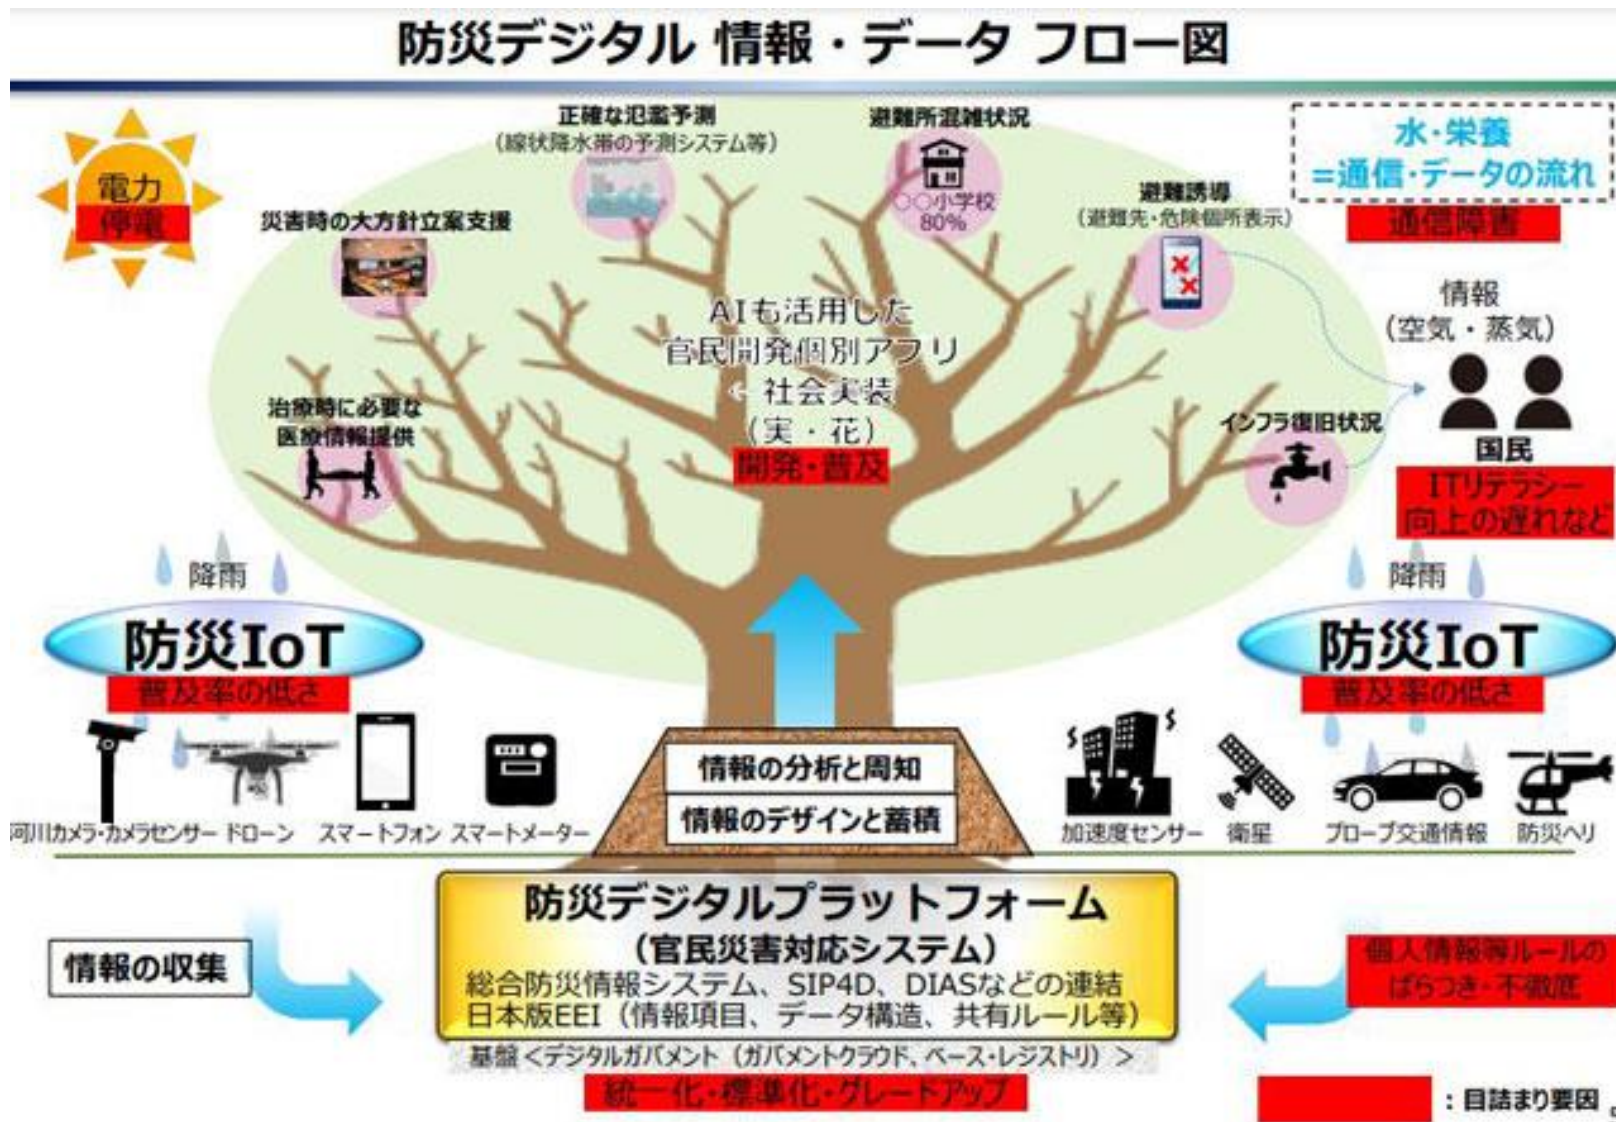 防災デジタル 情報・データ フロー図
電力
停電
正確な氾濫予測
(線状降水帯の予測システム等)
避難所混雑状況
○○小学校
80%
水・栄養
=通信・データの流れ
通信障害
災害時の大方針立案支援
避難誘導
(避難先・危険個所表示)
情報
(空気・蒸気)
国民
ITリテラシー
向上の遅れなど
AIも活用した
官民開発個別アプリ
← 社会実装
(実・花)
開発・普及
治療時に必要な
医療情報提供
インフラ復旧状況
降雨
防災IoT
普及率の低さ
降雨
防災IoT
普及率の低さ
河川カメラ・カメラセンサー
ドローン
スマートフォン
スマートメーター
情報の分析と周知
情報のデザインと蓄積
加速度センサー
衛星
プローブ交通情報
防災ヘリ
情報の収集
防災デジタルプラットフォーム
(官民災害対応システム)
総合防災情報システム、SIP4D、DIASなどの連結
日本版EEI(情報項目、データ構造、共有ルール等)
基盤<デジタルガバメント(ガバメントクラウド、ベース・レジストリ)>
統一化・標準化・グレードアップ
個人情報等ルールの
ばらつき・不徹底
:目詰まり要因